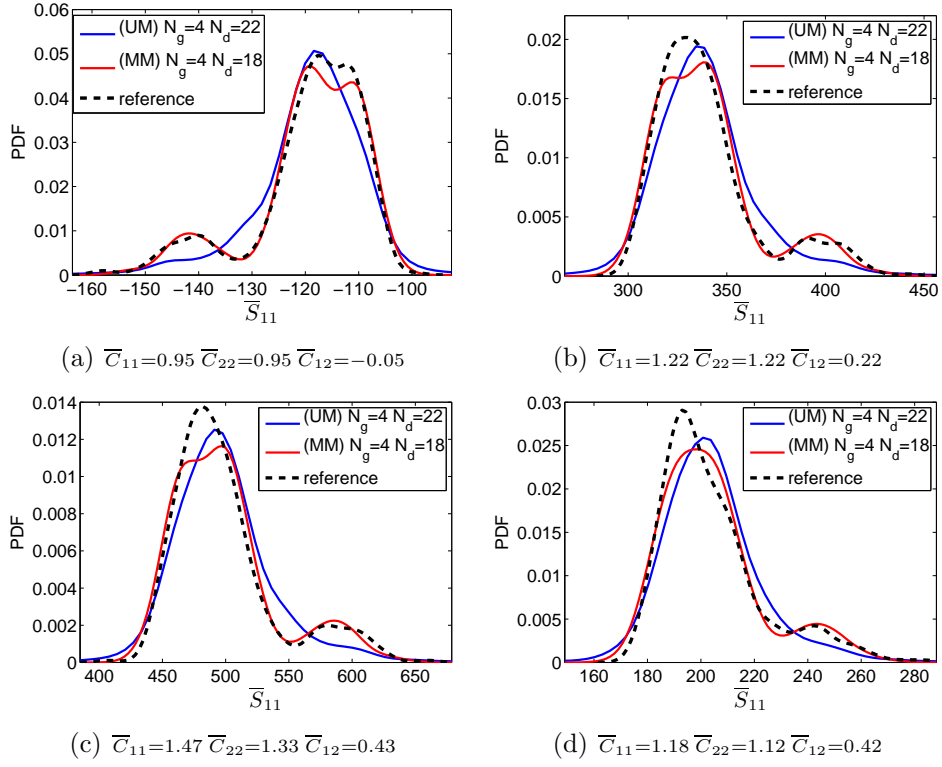 0.06
0.05
0.04
0.03
0.02
0.01
0
PDF
(UM) N_g=4 N_d=22
(MM) N_g=4 N_d=18
reference
−160 −150 −140 −130 −120 −110 −100
S̅₁₁
(a) C̅₁₁=0.95 C̅₂₂=0.95 C̅₁₂=−0.05
0.02
0.015
0.01
0.005
0
PDF
(UM) N_g=4 N_d=22
(MM) N_g=4 N_d=18
reference
300 350 400 450
S̅₁₁
(b) C̅₁₁=1.22 C̅₂₂=1.22 C̅₁₂=0.22
0.014
0.012
0.01
0.008
0.006
0.004
0.002
0
PDF
(UM) N_g=4 N_d=22
(MM) N_g=4 N_d=18
reference
400 450 500 550 600 650
S̅₁₁
(c) C̅₁₁=1.47 C̅₂₂=1.33 C̅₁₂=0.43
0.03
0.025
0.02
0.015
0.01
0.005
0
PDF
(UM) N_g=4 N_d=22
(MM) N_g=4 N_d=18
reference
160 180 200 220 240 260 280
S̅₁₁
(d) C̅₁₁=1.18 C̅₂₂=1.12 C̅₁₂=0.42